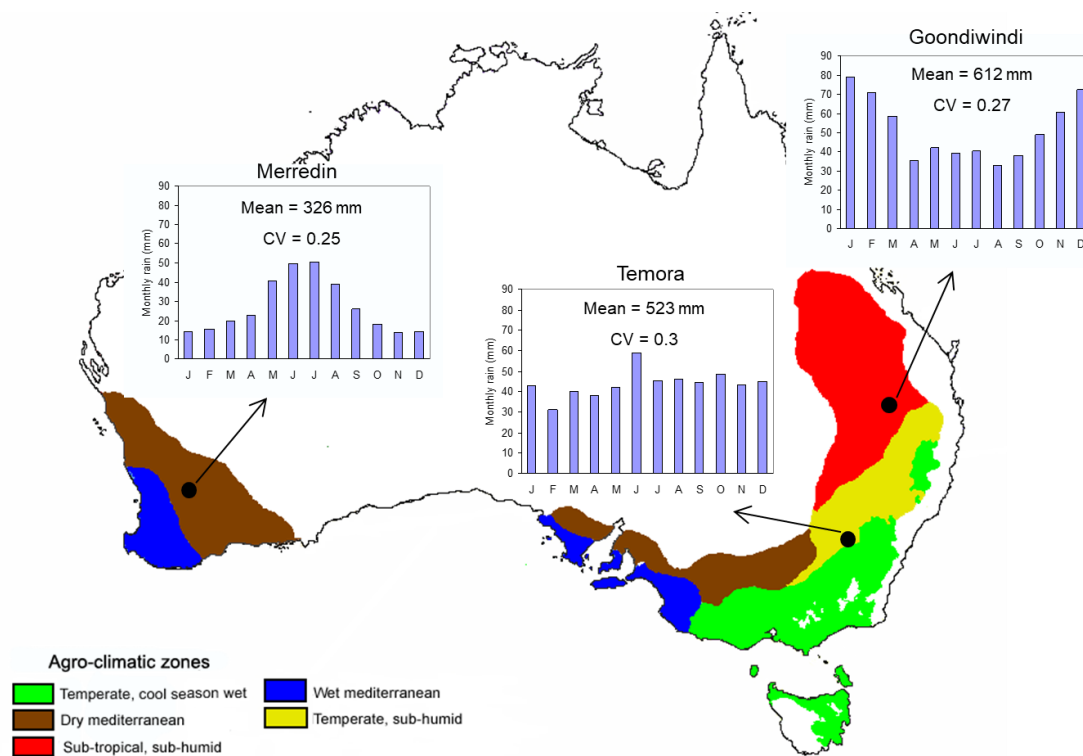 Goondiwindi
Mean = 612 mm
CV = 0.27
Monthly rain (mm)
90
80
70
60
50
40
30
20
10
0
J F M A M J J A S O N D
Merredin
Mean = 326 mm
CV = 0.25
Monthly rain (mm)
90
80
70
60
50
40
30
20
10
0
J F M A M J J A S O N D
Temora
Mean = 523 mm
CV = 0.3
Monthly rain (mm)
90
80
70
60
50
40
30
20
10
0
J F M A M J J A S O N D
Agro-climatic zones
Temperate, cool season wet
Dry mediterranean
Sub-tropical, sub-humid
Wet mediterranean
Temperate, sub-humid